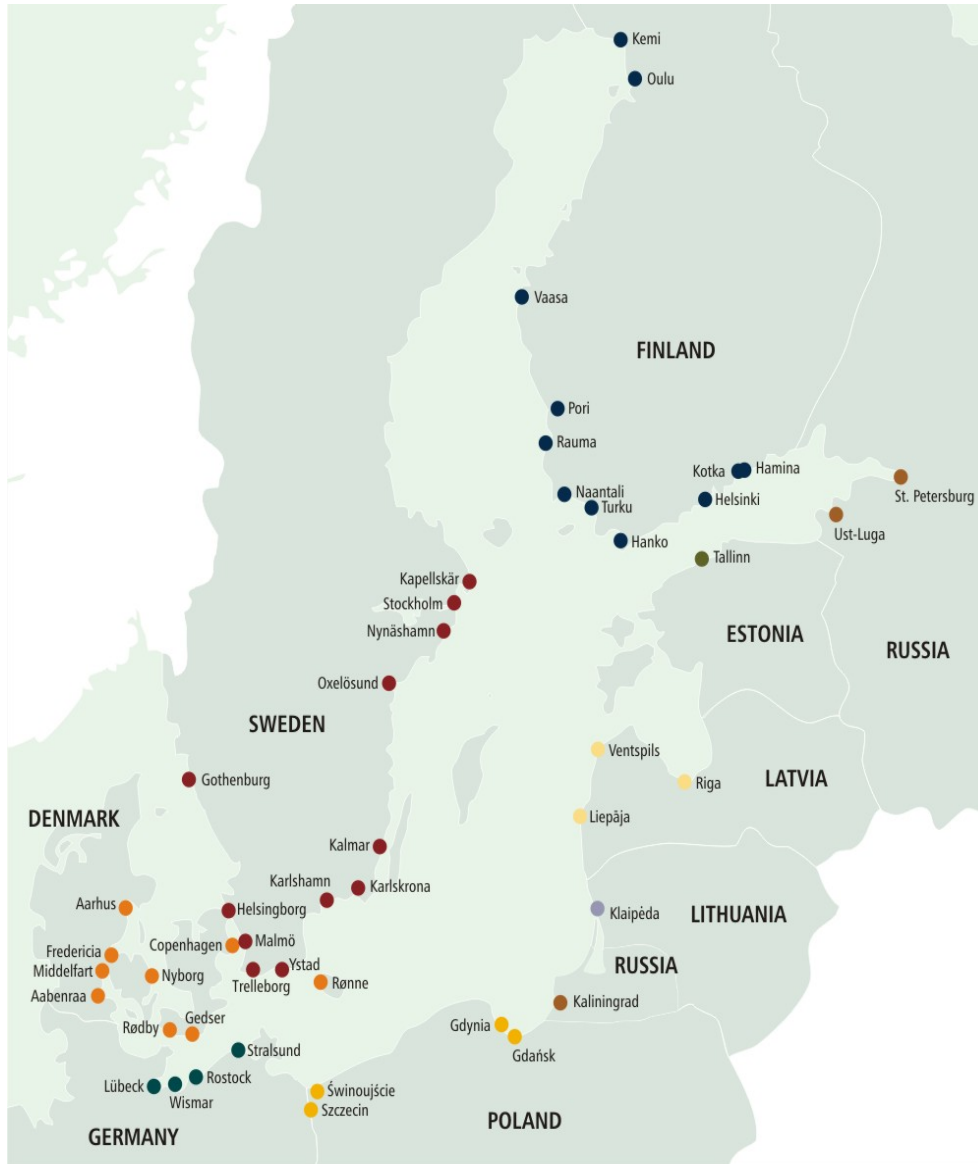 Kemi
Oulu
Vaasa
FINLAND
Pori
Rauma
Kotka
Hamina
Naantali
Turku
Helsinki
St. Petersburg
Ust-Luga
Hanko
Tallinn
Kapellskär
Stockholm
Nynäshamn
ESTONIA
RUSSIA
Oxelösund
SWEDEN
Ventspils
Gothenburg
Riga
LATVIA
DENMARK
Liepāja
Kalmar
Karlshamn
Karlskrona
Aarhus
Helsingborg
Klaipėda
LITHUANIA
Copenhagen
Malmö
Fredericia
Middelfart
Nyborg
Ystad
Trelleborg
Rønne
RUSSIA
Aabenraa
Kaliningrad
Rødby
Gedser
Gdynia
Gdańsk
Stralsund
Lübeck
Rostock
Wismar
Świnoujście
Szczecin
POLAND
GERMANY